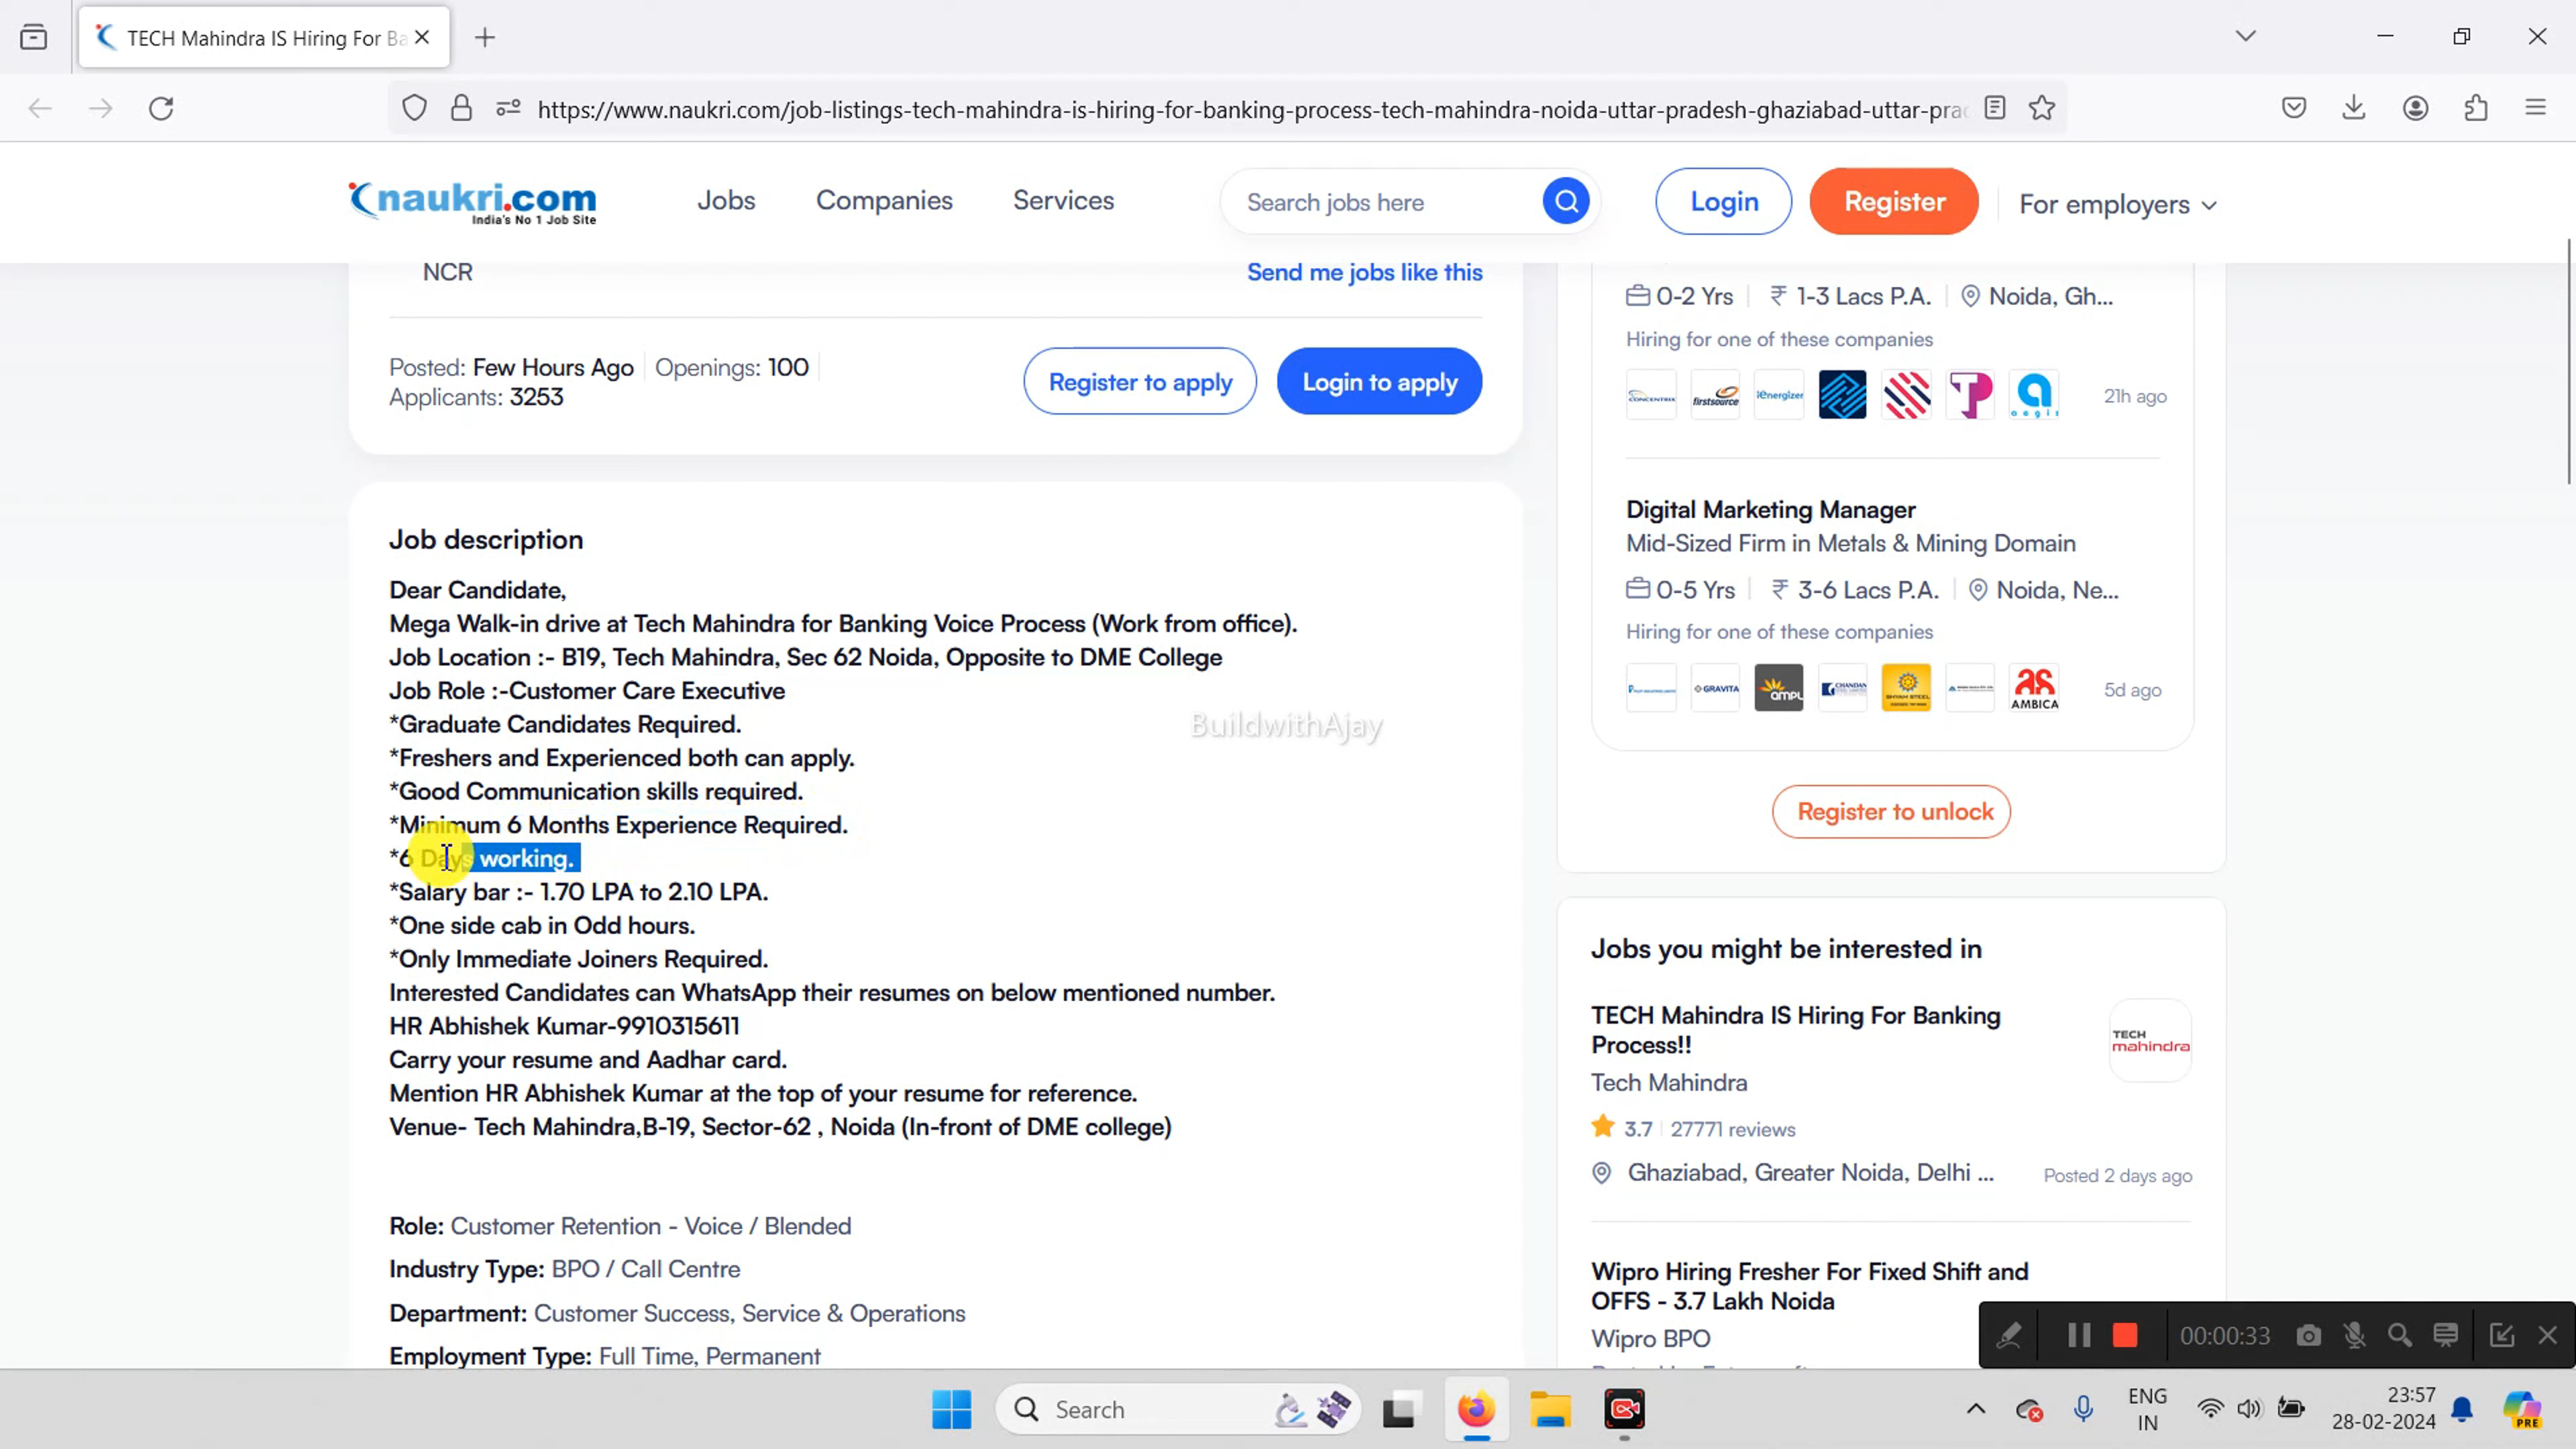 TECH Mahindra IS Hiring For Ba
https://www.naukri.com/job-listings-tech-mahindra-is-hiring-for-banking-process-tech-mahindra-noida-uttar-pradesh-ghaziabad-uttar-prac
naukri.com
India's No 1 Job Site
Jobs
Companies
Services
Search jobs here
Login
Register
For employers
NCR
Send me jobs like this
Posted: Few Hours Ago
Openings: 100
Applicants: 3253
Register to apply
Login to apply
Job description
Dear Candidate,
Mega Walk-in drive at Tech Mahindra for Banking Voice Process (Work from office).
Job Location :- B19, Tech Mahindra, Sec 62 Noida, Opposite to DME College
Job Role :-Customer Care Executive
*Graduate Candidates Required.
*Freshers and Experienced both can apply.
*Good Communication skills required.
*Minimum 6 Months Experience Required.
*6 Days working.
*Salary bar :- 1.70 LPA to 2.10 LPA.
*One side cab in Odd hours.
*Only Immediate Joiners Required.
Interested Candidates can WhatsApp their resumes on below mentioned number.
HR Abhishek Kumar-9910315611
Carry your resume and Aadhar card.
Mention HR Abhishek Kumar at the top of your resume for reference.
Venue- Tech Mahindra,B-19, Sector-62 , Noida (In-front of DME college)
Role: Customer Retention - Voice / Blended
Industry Type: BPO / Call Centre
Department: Customer Success, Service & Operations
Employment Type: Full Time, Permanent
BuildwithAjay
0-2 Yrs
₹ 1-3 Lacs P.A.
Noida, Gh...
Hiring for one of these companies
CONCENTRIX
firstsource
iEnergizer
aegis
21h ago
Digital Marketing Manager
Mid-Sized Firm in Metals & Mining Domain
0-5 Yrs
₹ 3-6 Lacs P.A.
Noida, Ne...
Hiring for one of these companies
GRAVITA
AMPL
CHANDAN
SHYAM STEEL
AMBICA
5d ago
Register to unlock
Jobs you might be interested in
TECH Mahindra IS Hiring For Banking
Process!!
TECH
mahindra
Tech Mahindra
3.7
27771 reviews
Ghaziabad, Greater Noida, Delhi ...
Posted 2 days ago
Wipro Hiring Fresher For Fixed Shift and
OFFS - 3.7 Lakh Noida
Wipro BPO
00:00:33
Search
ENG
IN
23:57
28-02-2024
PRE